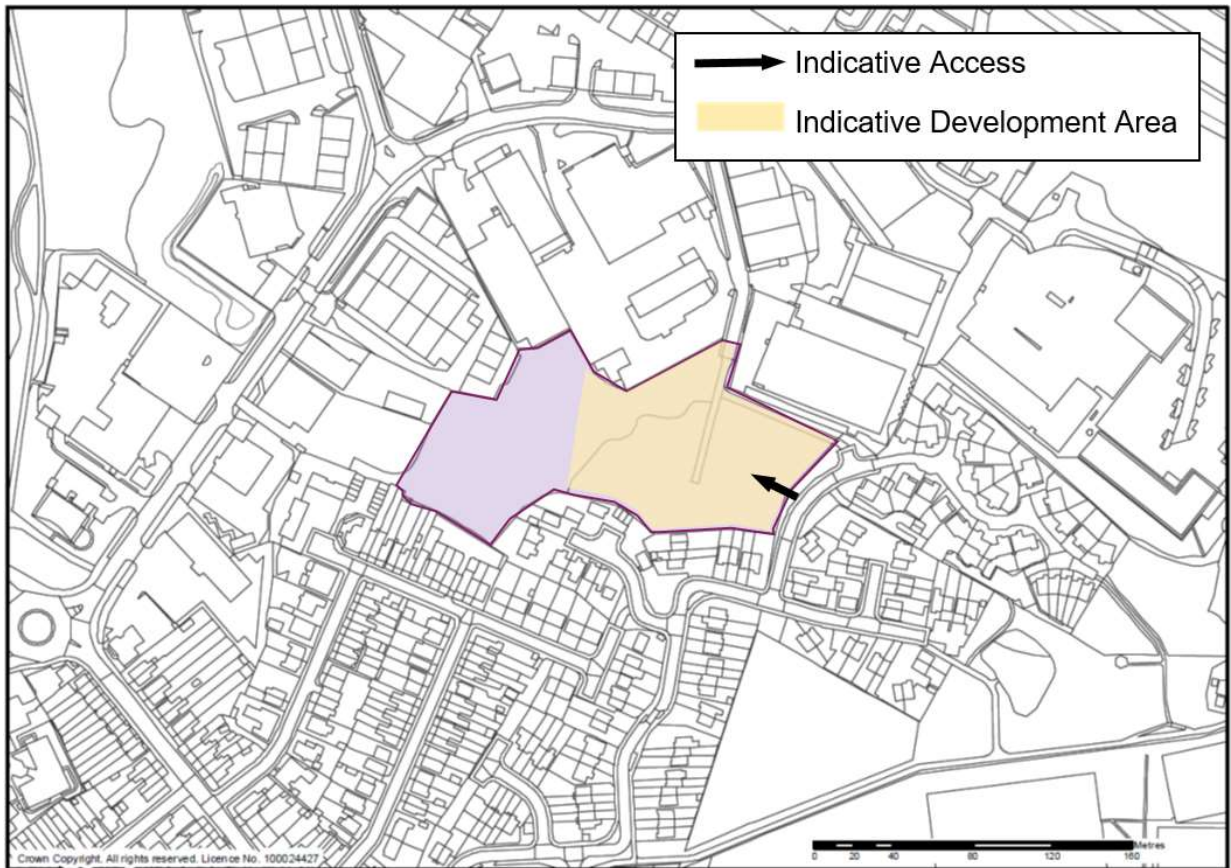 Indicative Access
Indicative Development Area
Metres
0 20 40 80 120 160
Crown Copyright. All rights reserved. Licence No. 100024427